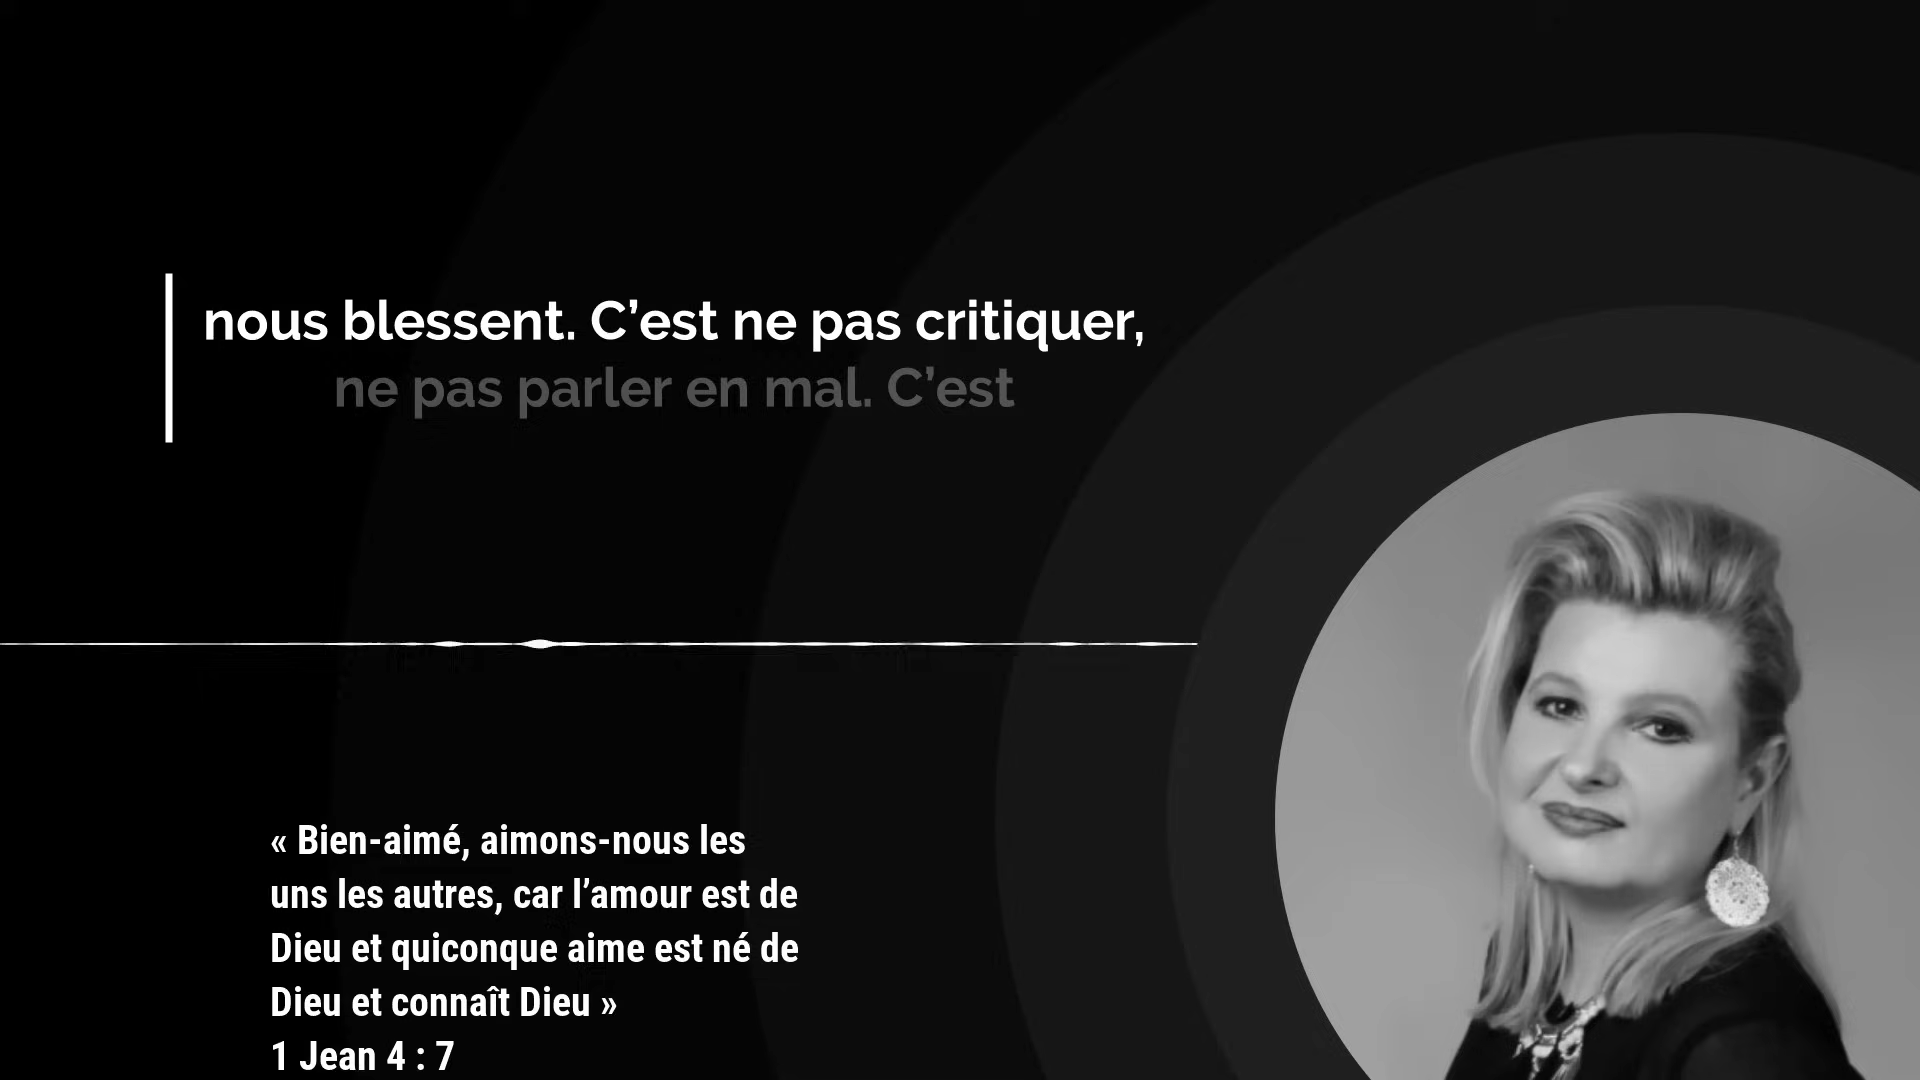 nous blessent. C’est ne pas critiquer,
ne pas parler en mal. C’est
« Bien-aimé, aimons-nous les
uns les autres, car l’amour est de
Dieu et quiconque aime est né de
Dieu et connaît Dieu »
1 Jean 4 : 7